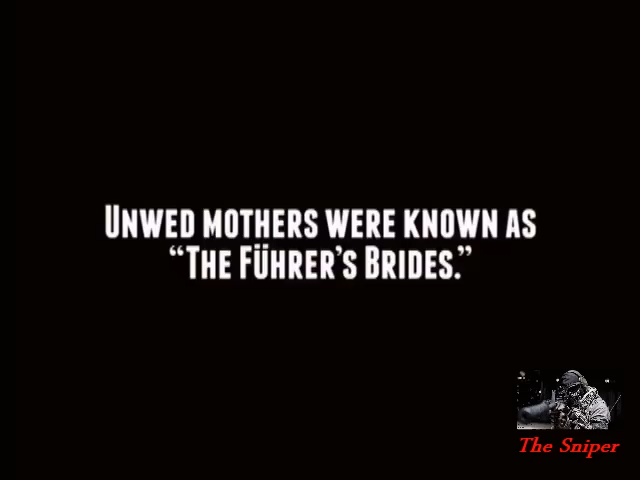 UNWED MOTHERS WERE KNOWN AS
“THE FÜHRER’S BRIDES.”
The Sniper